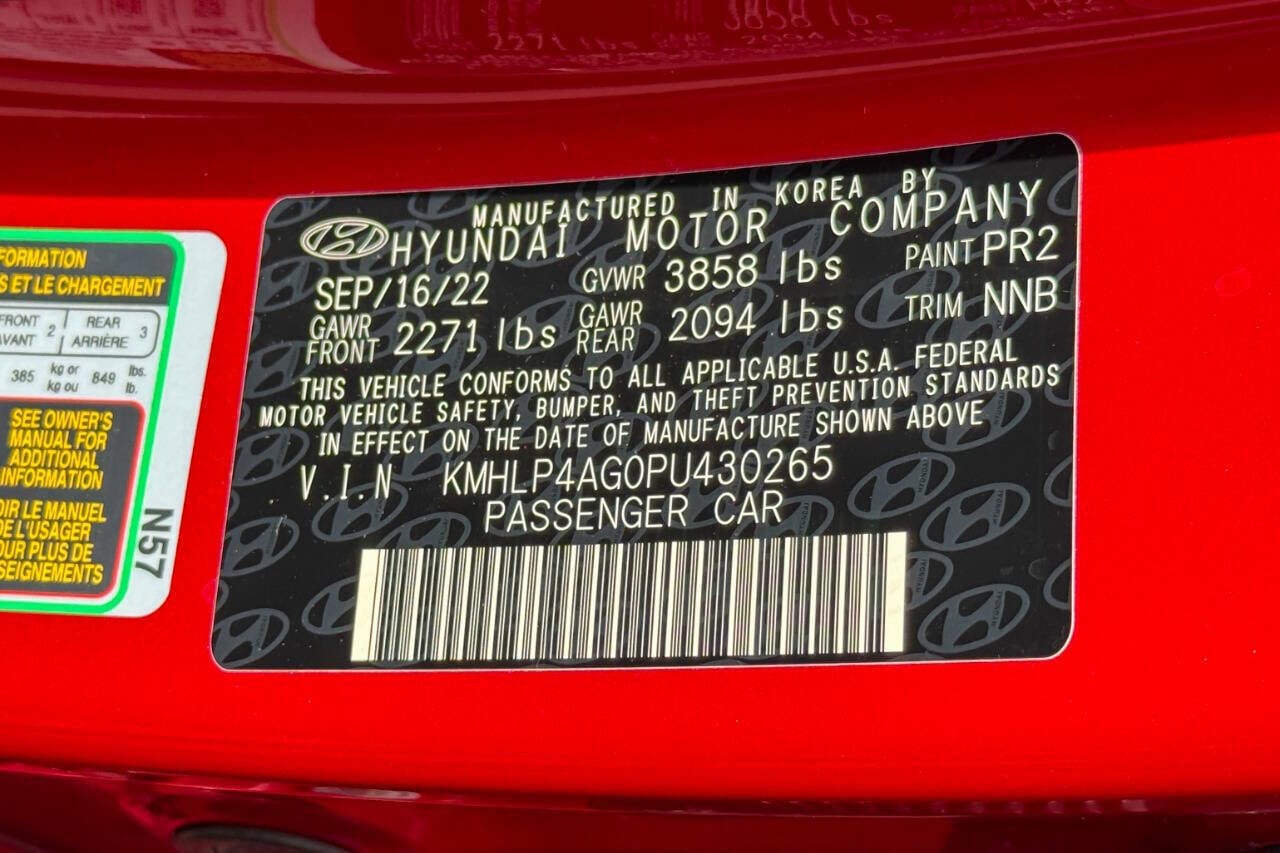 FORMATION
S ET LE CHARGEMENT
FRONT 2 REAR 3
AVANT ARRIÈRE
385 kg or 849 lbs.
kg ou lb.
SEE OWNER'S
MANUAL FOR
ADDITIONAL
INFORMATION
OIR LE MANUEL
DE L'USAGER
OUR PLUS DE
SEIGNEMENTS
N57
MANUFACTURED IN KOREA BY
HYUNDAI MOTOR COMPANY
SEP/16/22 GVWR 3858 lbs PAINT PR2
GAWR FRONT 2271 lbs GAWR REAR 2094 lbs TRIM NNB
THIS VEHICLE CONFORMS TO ALL APPLICABLE U.S.A. FEDERAL
MOTOR VEHICLE SAFETY, BUMPER, AND THEFT PREVENTION STANDARDS
IN EFFECT ON THE DATE OF MANUFACTURE SHOWN ABOVE
V.I.N KMHLP4AG0PU430265
PASSENGER CAR